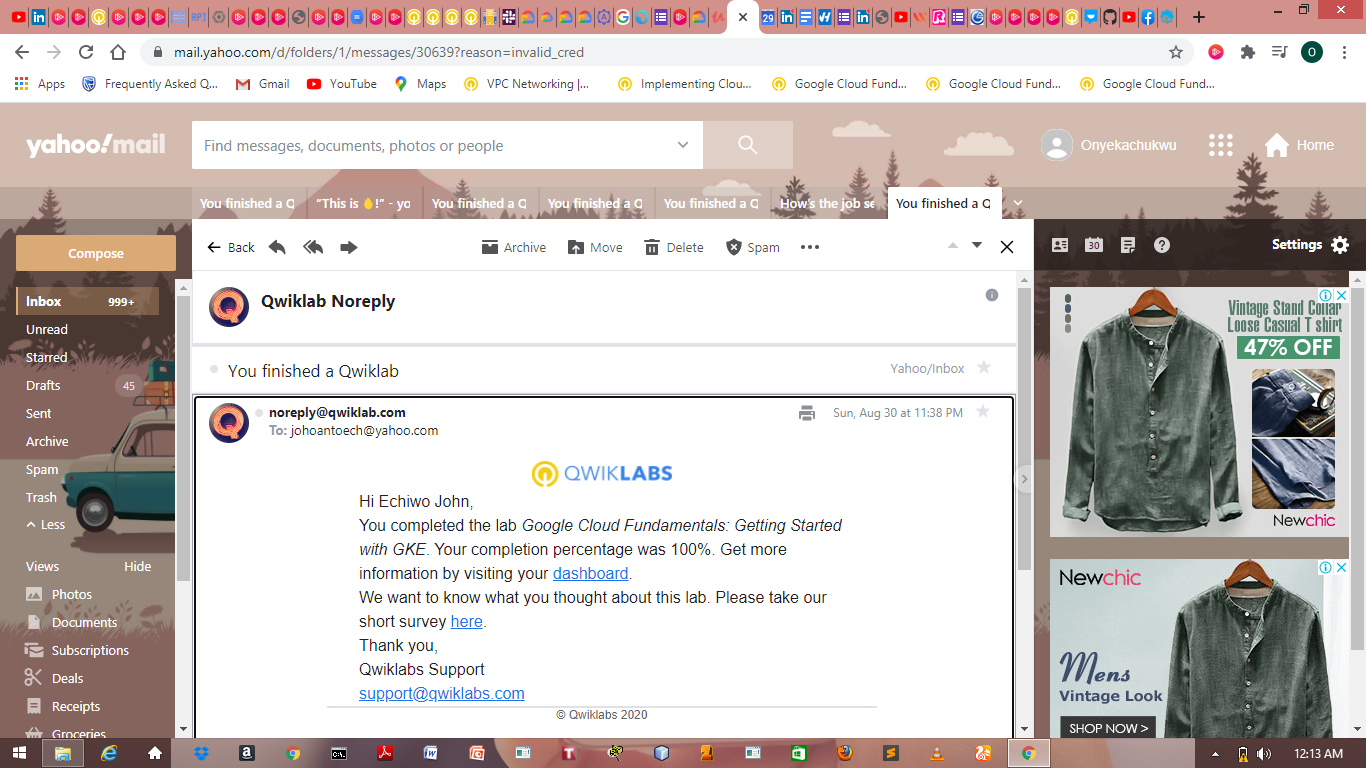 mail.yahoo.com/d/folders/1/messages/30639?reason=invalid_cred
Apps
Frequently Asked Q...
Gmail
YouTube
Maps
VPC Networking |...
Implementing Clou...
Google Cloud Fund...
Google Cloud Fund...
Google Cloud Fund...
yahoo!mail
Find messages, documents, photos or people
Onyekachukwu
Home
You finished a Q
"This is 🔥!" - yo
You finished a Q
You finished a Q
You finished a Q
How's the job se
You finished a Q
Compose
Back
Archive
Move
Delete
Spam
30
Settings
Inbox 999+
Unread
Starred
Drafts 45
Sent
Archive
Spam
Trash
Less
Views Hide
Photos
Documents
Subscriptions
Deals
Receipts
Groceries
Qwiklab Noreply
You finished a Qwiklab
Yahoo/Inbox
noreply@qwiklab.com
Sun, Aug 30 at 11:38 PM
To: johoantoech@yahoo.com
QWIKLABS
Hi Echiwo John,
You completed the lab Google Cloud Fundamentals: Getting Started
with GKE. Your completion percentage was 100%. Get more
information by visiting your dashboard.
We want to know what you thought about this lab. Please take our
short survey here.
Thank you,
Qwiklabs Support
support@qwiklabs.com
© Qwiklabs 2020
Vintage Stand Collar
Loose Casual T shirt
47% OFF
Newchic
Newchic
Mens
Vintage Look
SHOP NOW >
12:13 AM